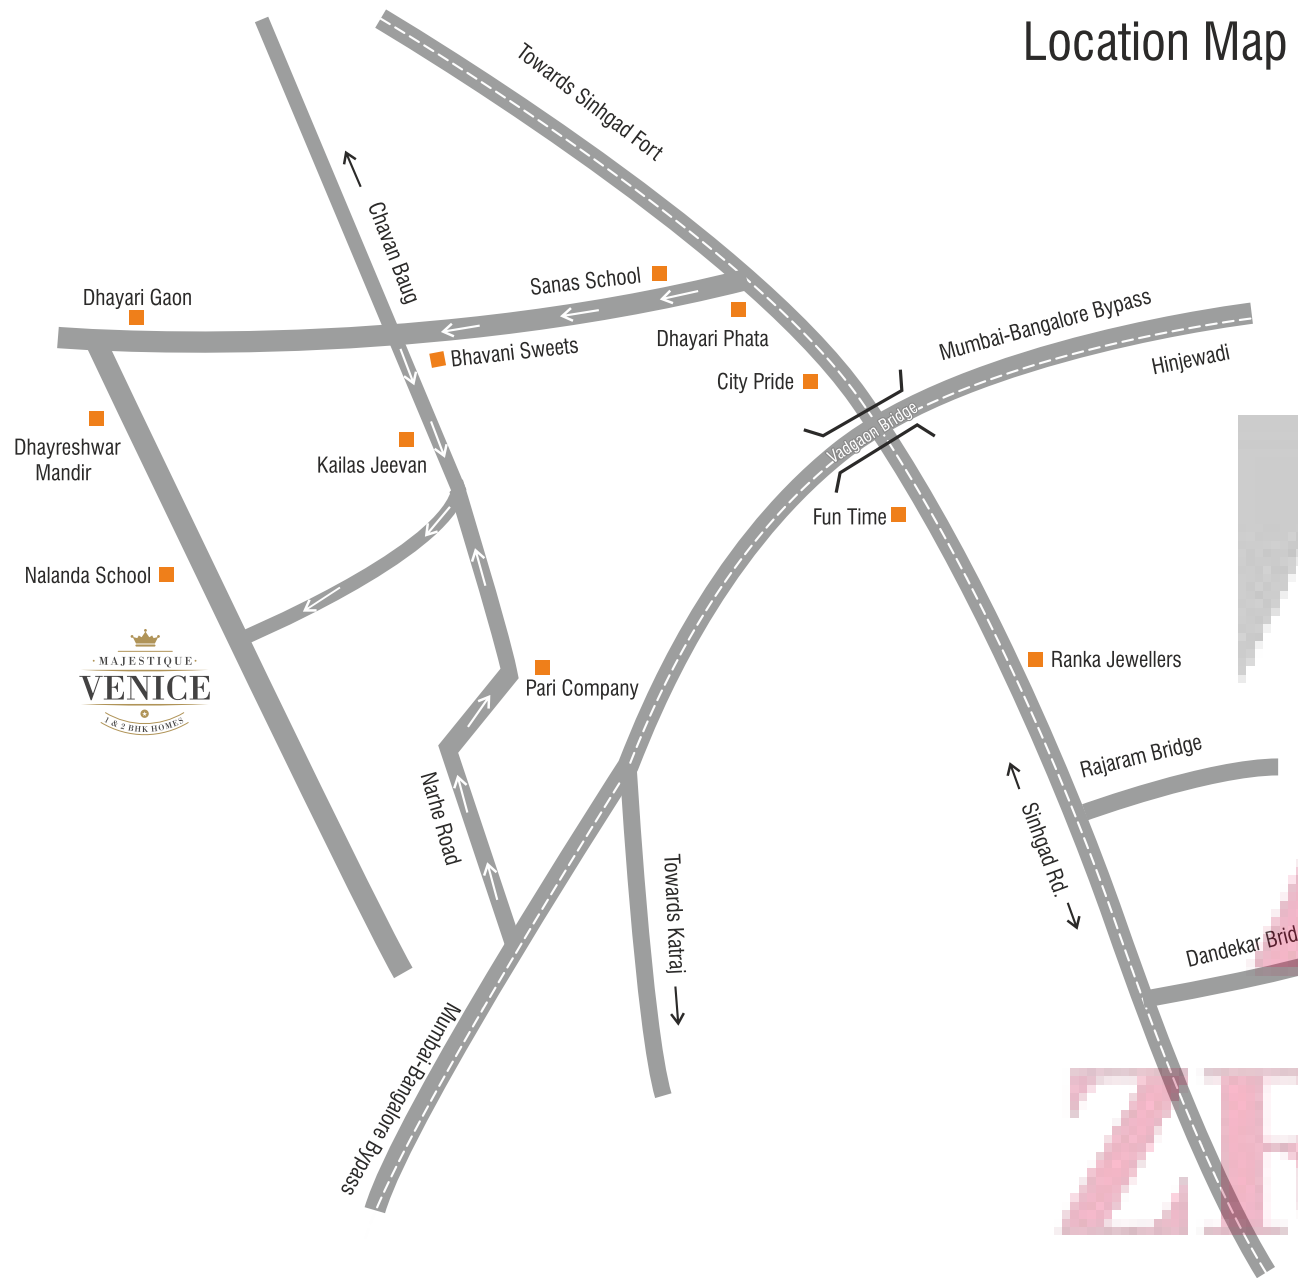 Location Map
Towards Sinhgad Fort
Chavan Baug
Sanas School
Dhayari Gaon
Dhayari Phata
Mumbai-Bangalore Bypass
Bhavani Sweets
Hinjewadi
City Pride
Vadgaon Bridge
Dhayreshwar
Mandir
Kailas Jeevan
Fun Time
Nalanda School
MAJESTIQUE
VENICE
1 & 2 BHK HOMES
Pari Company
Ranka Jewellers
Rajaram Bridge
Narhe Road
Sinhgad Rd.
Towards Katraj
Dandekar Brid
Mumbai-Bangalore Bypass